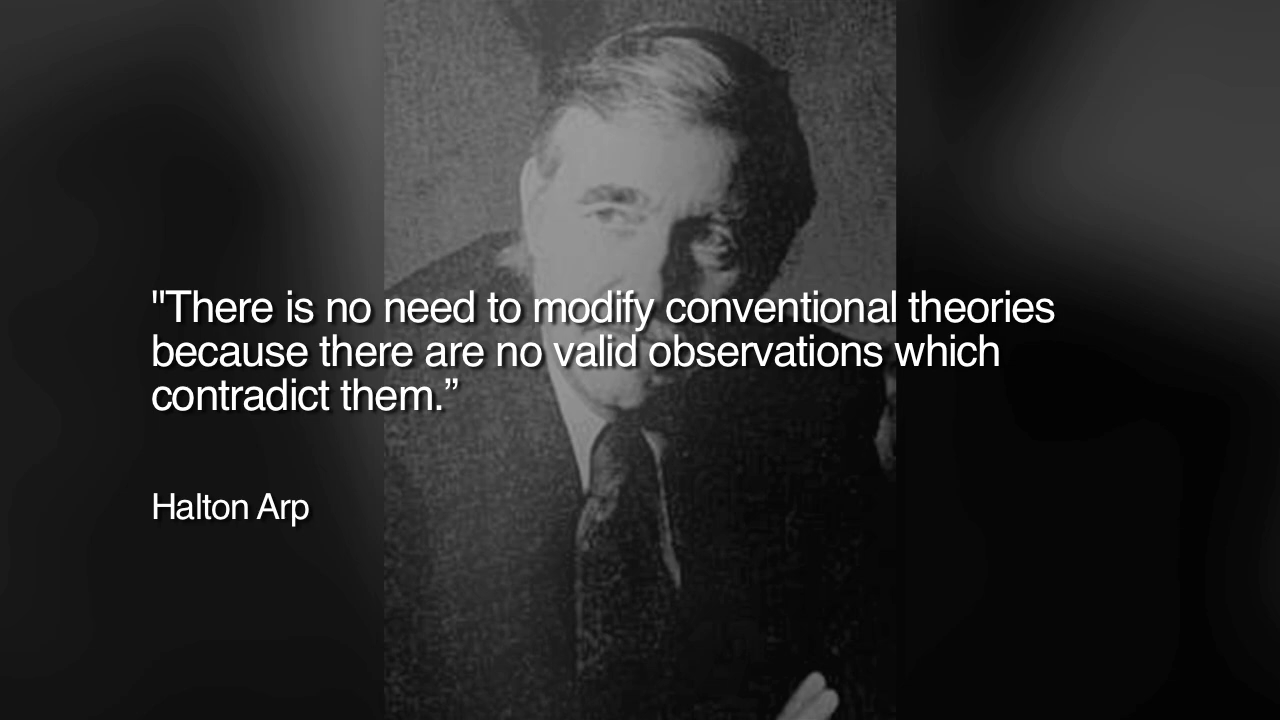 "There is no need to modify conventional theories
because there are no valid observations which
contradict them.”
Halton Arp